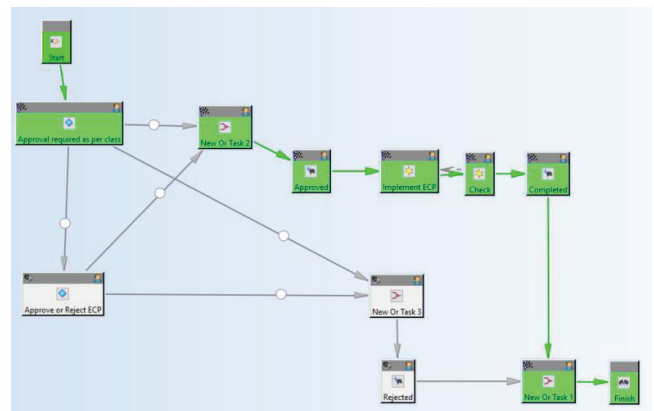 Start
Approval required as per class
New Or Task 2
Approved
Implement ECP
Check
Completed
Approve or Reject ECP
New Or Task 3
Rejected
New Or Task 1
Finish